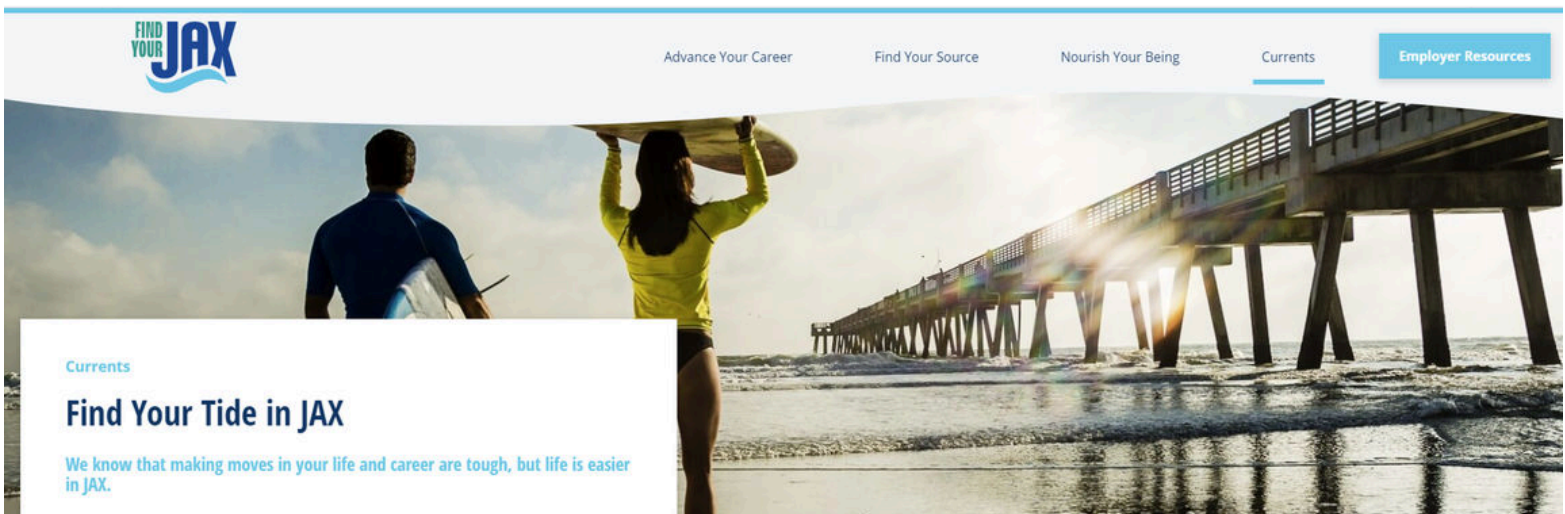 FIND
YOUR JAX
Advance Your Career
Find Your Source
Nourish Your Being
Currents
Employer Resources
Currents
Find Your Tide in JAX
We know that making moves in your life and career are tough, but life is easier
in JAX.